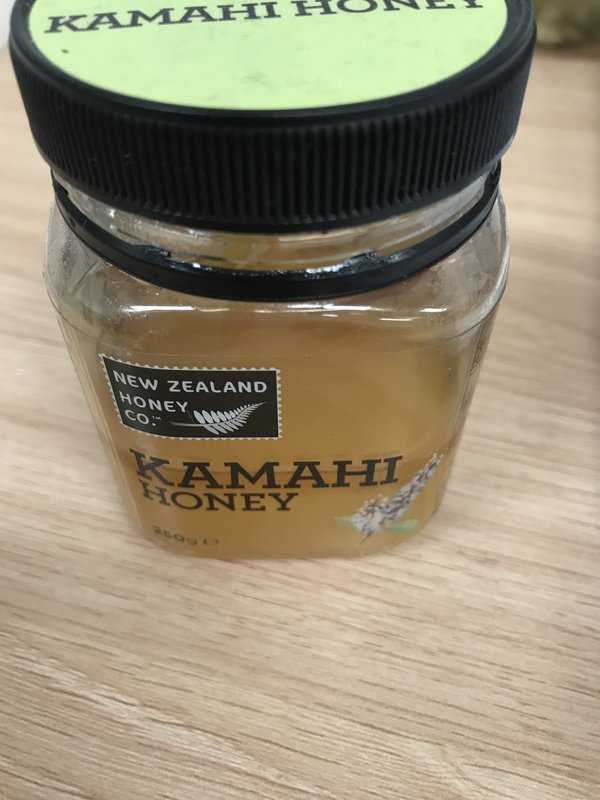 KAMAHI HONEY
NEW ZEALAND
HONEY
CO.™
KAMAHI
HONEY
250g ℮